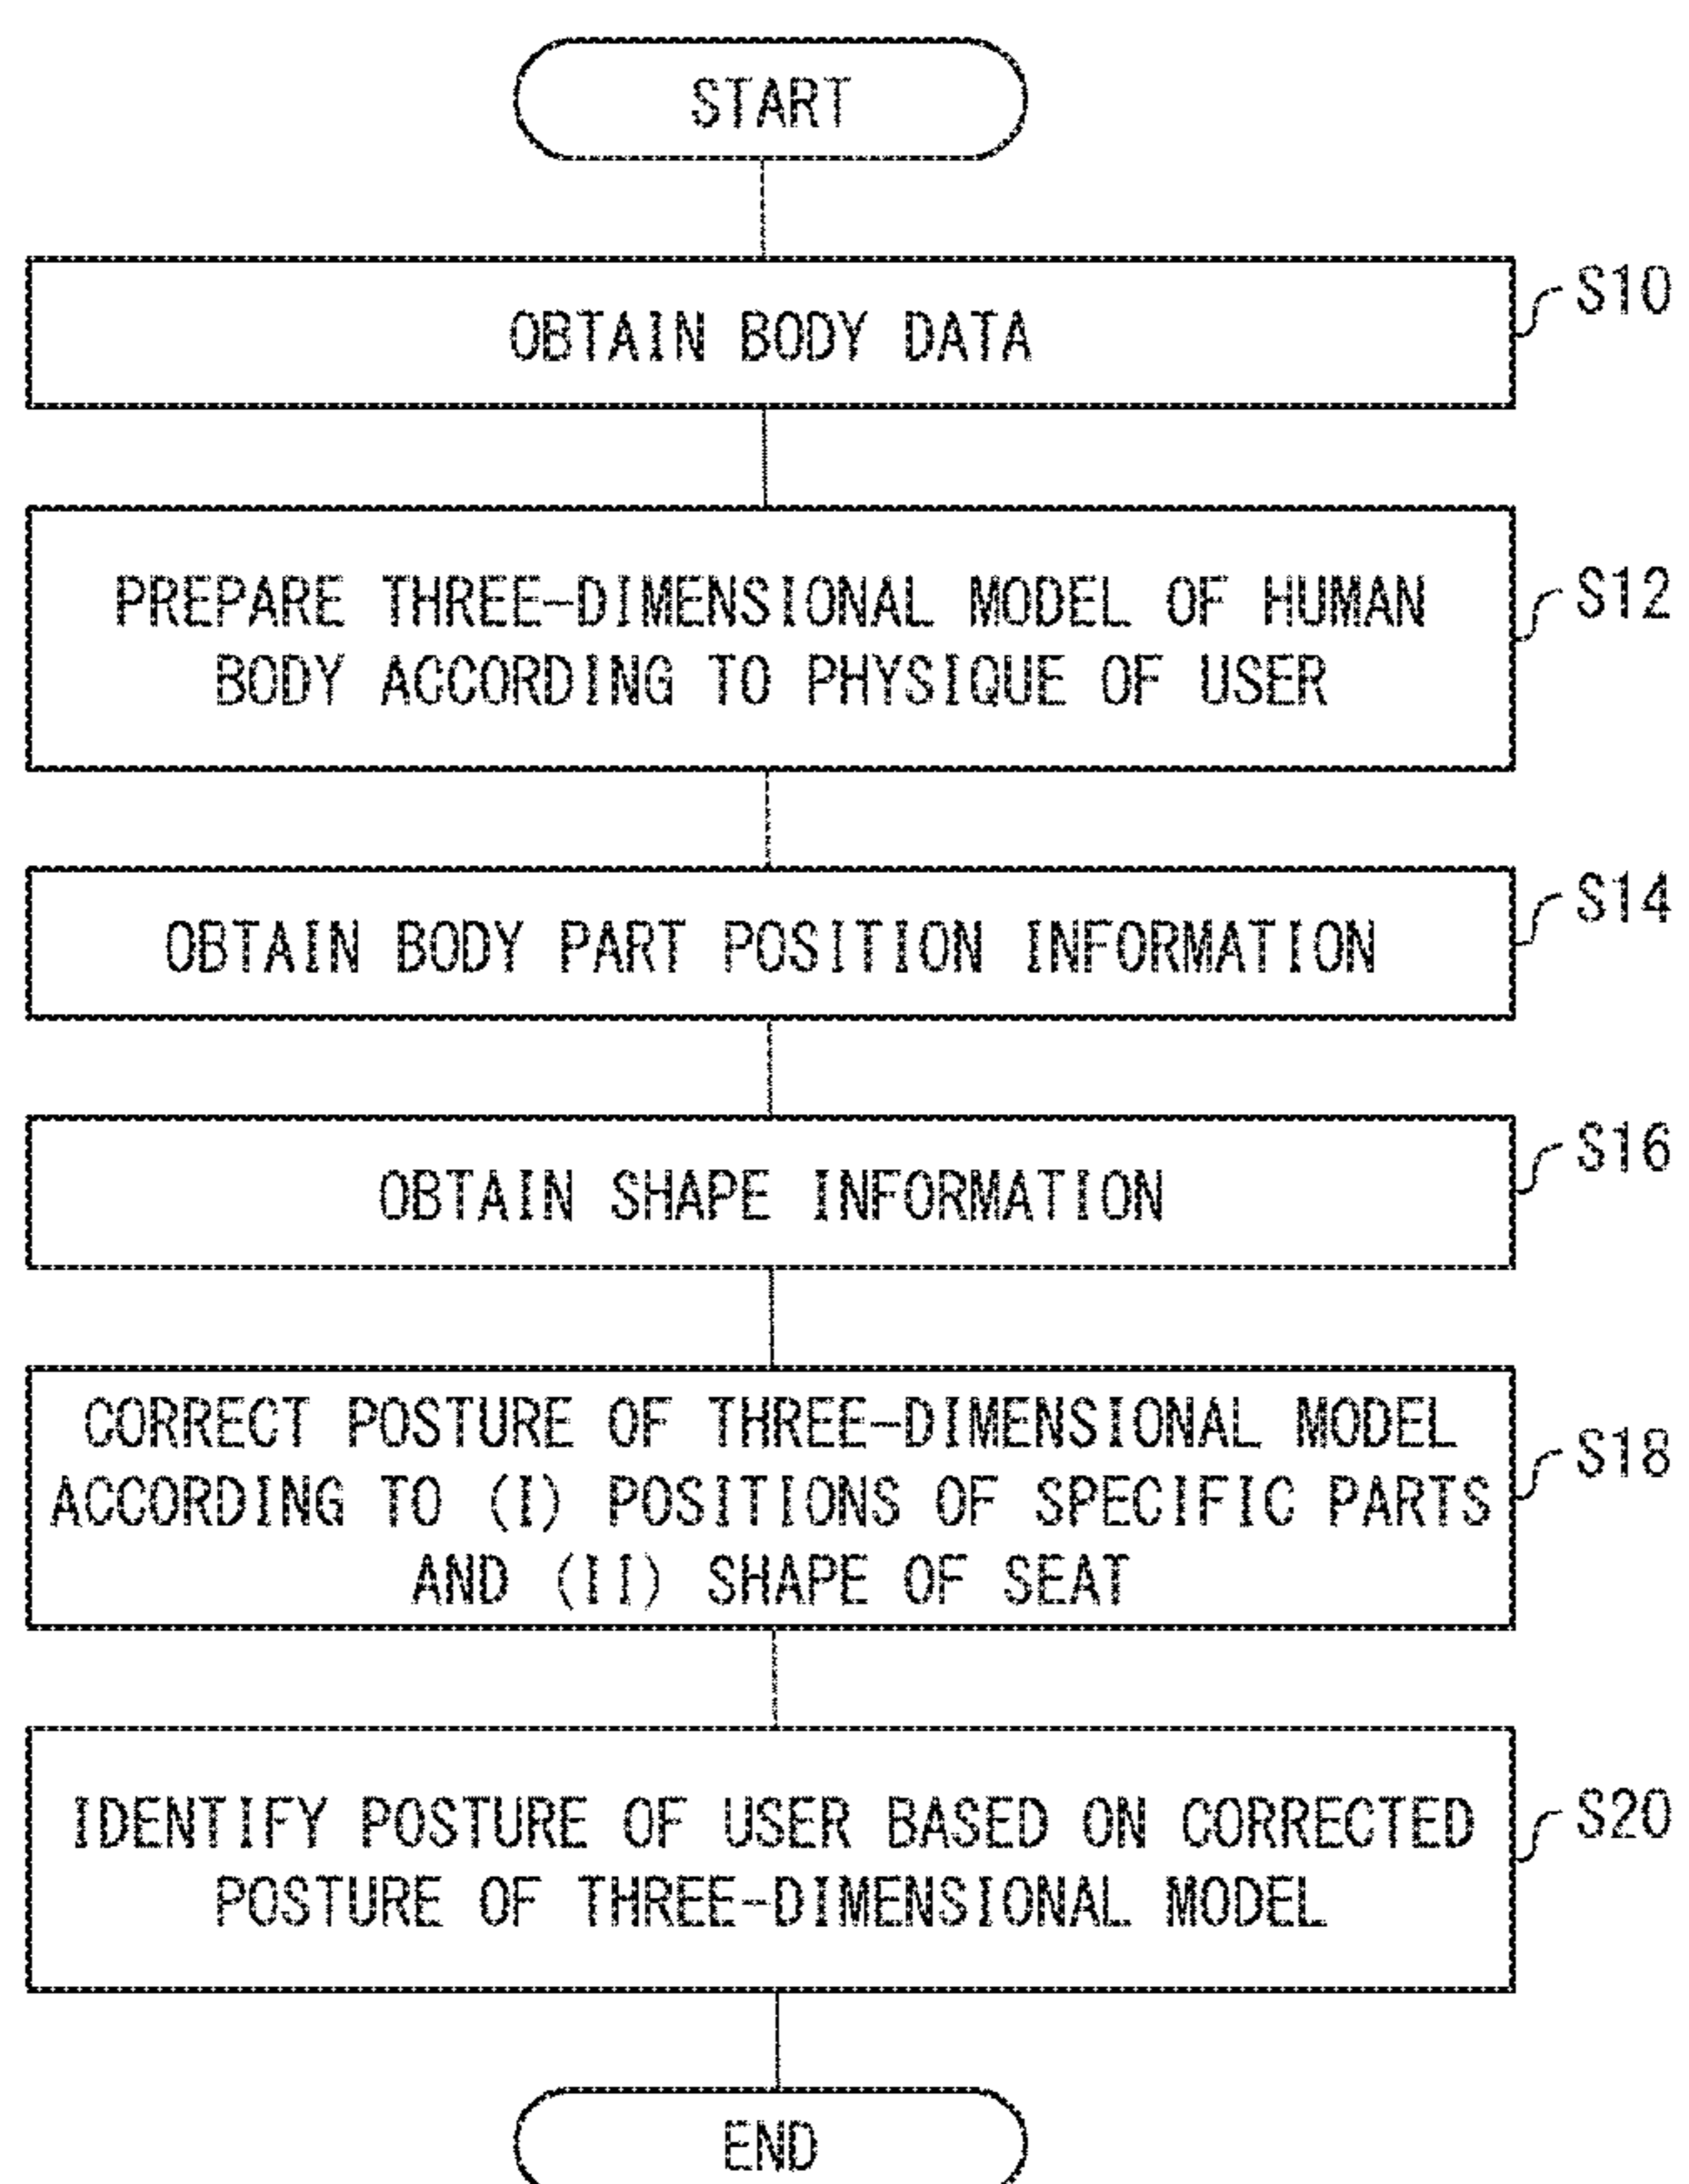 START
OBTAIN BODY DATA
S10
PREPARE THREE-DIMENSIONAL MODEL OF HUMAN
BODY ACCORDING TO PHYSIQUE OF USER
S12
OBTAIN BODY PART POSITION INFORMATION
S14
OBTAIN SHAPE INFORMATION
S16
CORRECT POSTURE OF THREE-DIMENSIONAL MODEL
ACCORDING TO (I) POSITIONS OF SPECIFIC PARTS
AND (II) SHAPE OF SEAT
S18
IDENTIFY POSTURE OF USER BASED ON CORRECTED
POSTURE OF THREE-DIMENSIONAL MODEL
S20
END